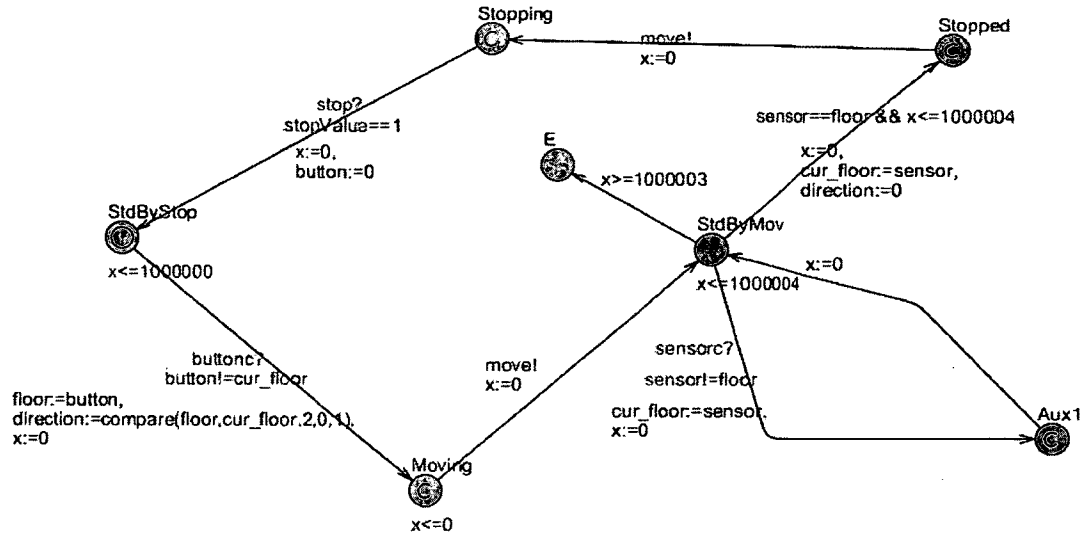 Stopping
Stopped
move!
x:=0
stop?
stopValue==1
x:=0,
button:=0
sensor==floor && x<=1000004
E
x:=0,
cur_floor:=sensor,
direction:=0
x>=1000003
StdByStop
StdByMov
x<=1000000
x:=0
x<=1000004
buttonc?
button!=cur_floor
floor:=button,
direction:=compare(floor,cur_floor,2,0,1),
x:=0
move!
x:=0
sensorc?
sensor!=floor
cur_floor:=sensor,
x:=0
Aux1
Moving
x<=0
C
C
C
C